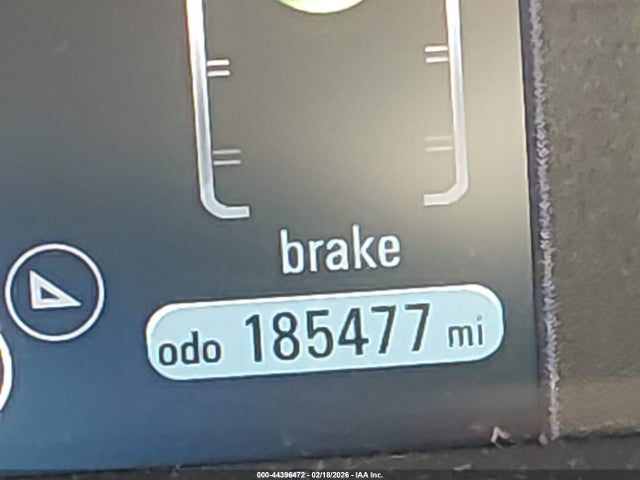 brake
odo 185477 mi
000-44396472 - 02/18/2026 - IAA Inc.